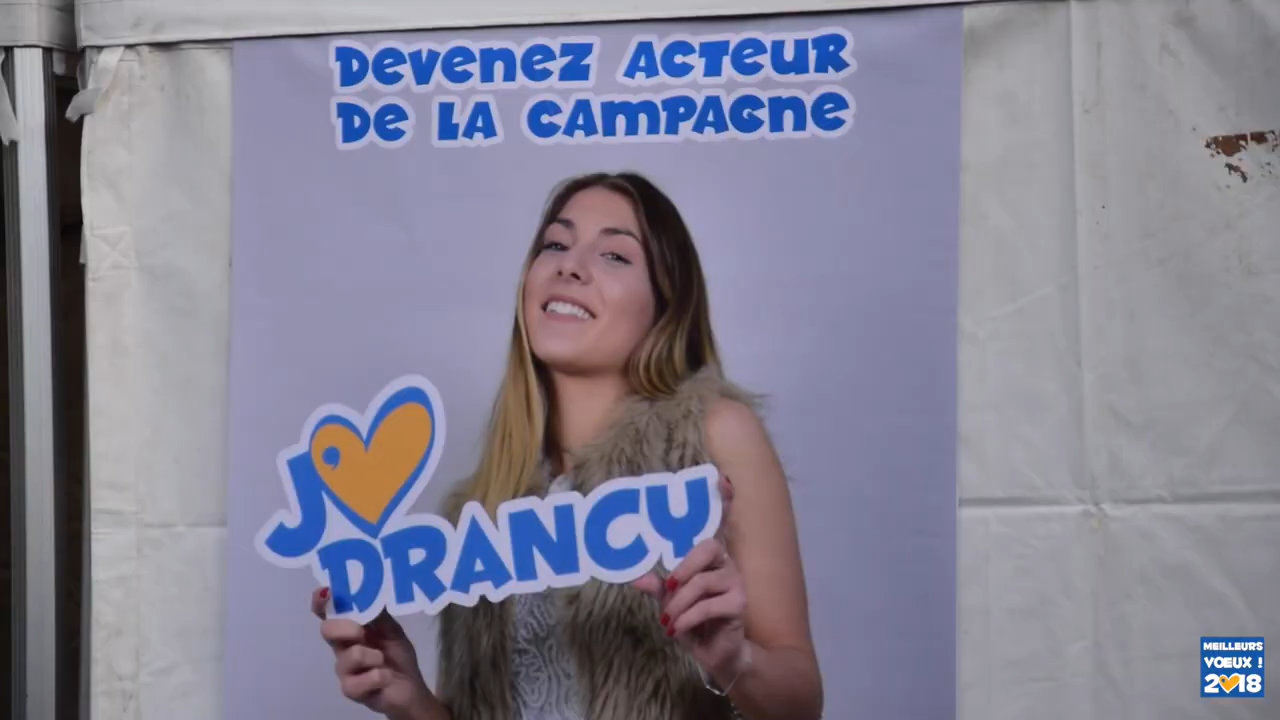 DEVENEZ ACTEUR
DE LA CAMPAGNE
J'
DRANCY
MEILLEURS
VOEUX !
2018